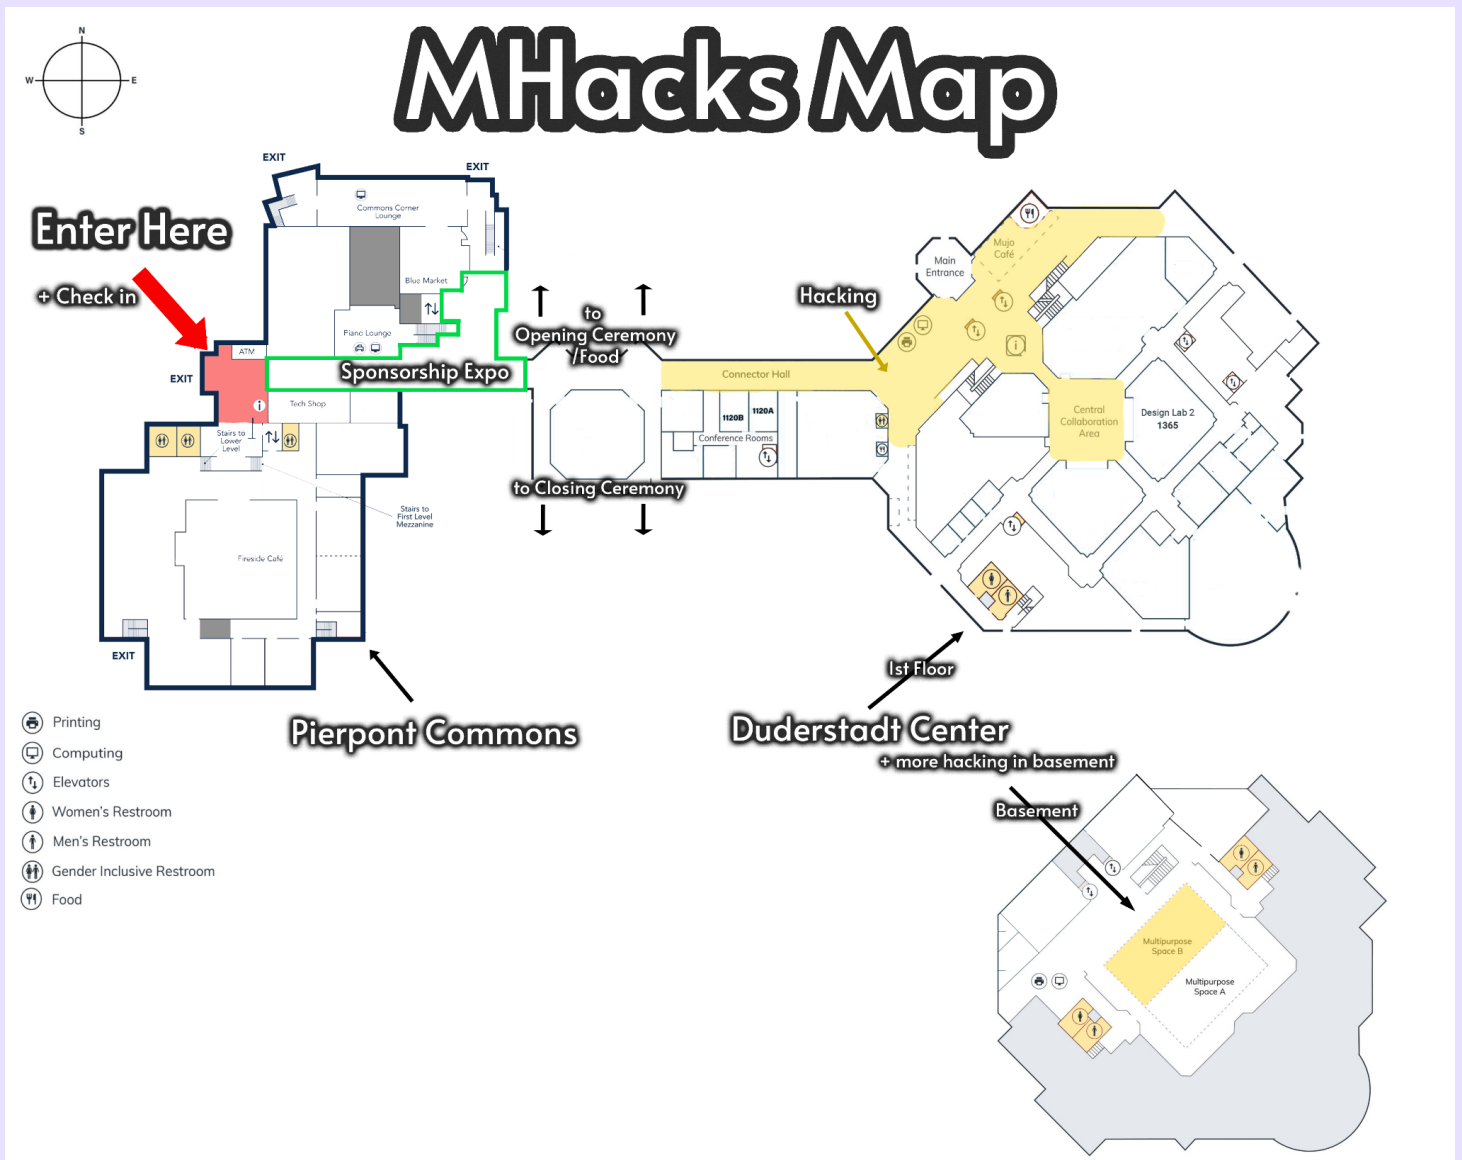 MHacks Map
N
W
E
S
EXIT
EXIT
Commons Corner
Lounge
Enter Here
+ Check in
Blue Market
Piano Lounge
ATM
EXIT
Sponsorship Expo
i
Tech Shop
Stairs to
Lower
Level
Stairs to
First Level
Mezzanine
Fireside Café
EXIT
Pierpont Commons
to
Opening Ceremony
/Food
to Closing Ceremony
Connector Hall
1120B
1120A
Conference Rooms
Hacking
Main
Entrance
Mujo
Café
i
Central
Collaboration
Area
Design Lab 2
1365
1st Floor
Duderstadt Center
+ more hacking in basement
Basement
Multipurpose
Space B
Multipurpose
Space A
Printing
Computing
Elevators
Women's Restroom
Men's Restroom
Gender Inclusive Restroom
Food